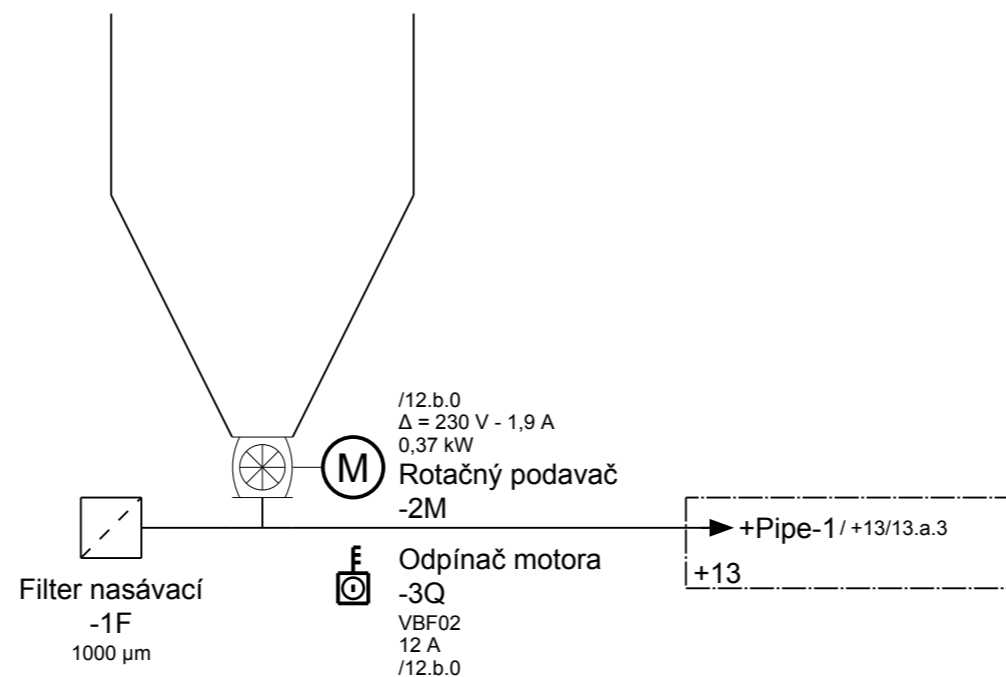 /12.b.0
Δ = 230 V - 1,9 A
0,37 kW
M
Rotačný podavač
-2M
+Pipe-1 / +13/13.a.3
+13
Filter nasávací
-1F
1000 µm
Odpínač motora
-3Q
VBF02
12 A
/12.b.0